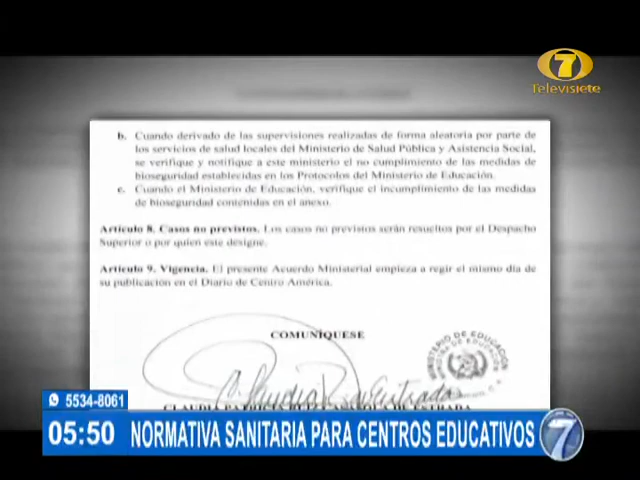 7
Televisiete
b. Cuando derivado de las supervisiones realizadas de forma aleatoria por parte de
los servicios de salud locales del Ministerio de Salud Pública y Asistencia Social,
se verifique y notifique a este ministerio el no cumplimiento de las medidas de
bioseguridad establecidas en los Protocolos del Ministerio de Educación.
c. Cuando el Ministerio de Educación, verifique el incumplimiento de las medidas
de bioseguridad contenidas en el anexo.
Artículo 8. Casos no previstos. Los casos no previstos serán resueltos por el Despacho
Superior o por quien este designe.
Artículo 9. Vigencia. El presente Acuerdo Ministerial empieza a regir el mismo día de
su publicación en el Diario de Centro América.
COMUNÍQUESE
MINISTERIO DE EDUCACIÓN
CLAUDIA PATRICIA RUIZ DE ESTRADA
5534-8061
05:50 NORMATIVA SANITARIA PARA CENTROS EDUCATIVOS 7